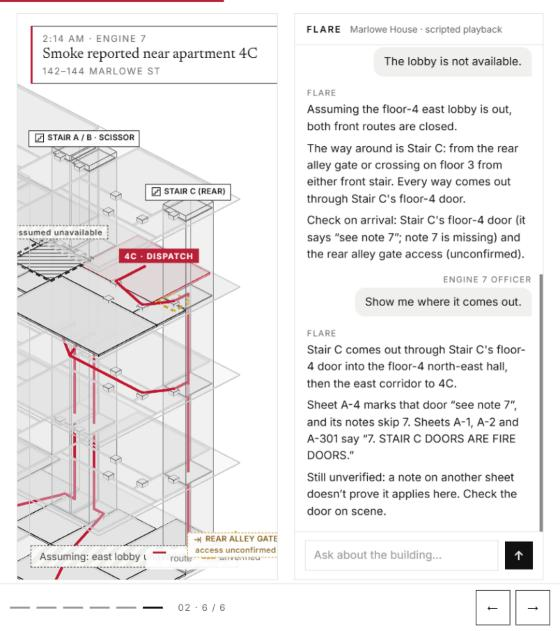 2:14 AM · ENGINE 7
Smoke reported near apartment 4C
142–144 MARLOWE ST
STAIR A / B · SCISSOR
STAIR C (REAR)
ssumed unavailable
4C · DISPATCH
REAR ALLEY GATE
access unconfirmed
Assuming: east lobby
route
unverified
FLARE Marlowe House · scripted playback
The lobby is not available.
FLARE
Assuming the floor-4 east lobby is out,
both front routes are closed.
The way around is Stair C: from the rear
alley gate or crossing on floor 3 from
either front stair. Every way comes out
through Stair C's floor-4 door.
Check on arrival: Stair C's floor-4 door (it
says “see note 7”; note 7 is missing) and
the rear alley gate access (unconfirmed).
ENGINE 7 OFFICER
Show me where it comes out.
FLARE
Stair C comes out through Stair C's floor-
4 door into the floor-4 north-east hall,
then the east corridor to 4C.
Sheet A-4 marks that door “see note 7”,
and its notes skip 7. Sheets A-1, A-2 and
A-301 say “7. STAIR C DOORS ARE FIRE
DOORS.”
Still unverified: a note on another sheet
doesn’t prove it applies here. Check the
door on scene.
Ask about the building...
02 · 6 / 6